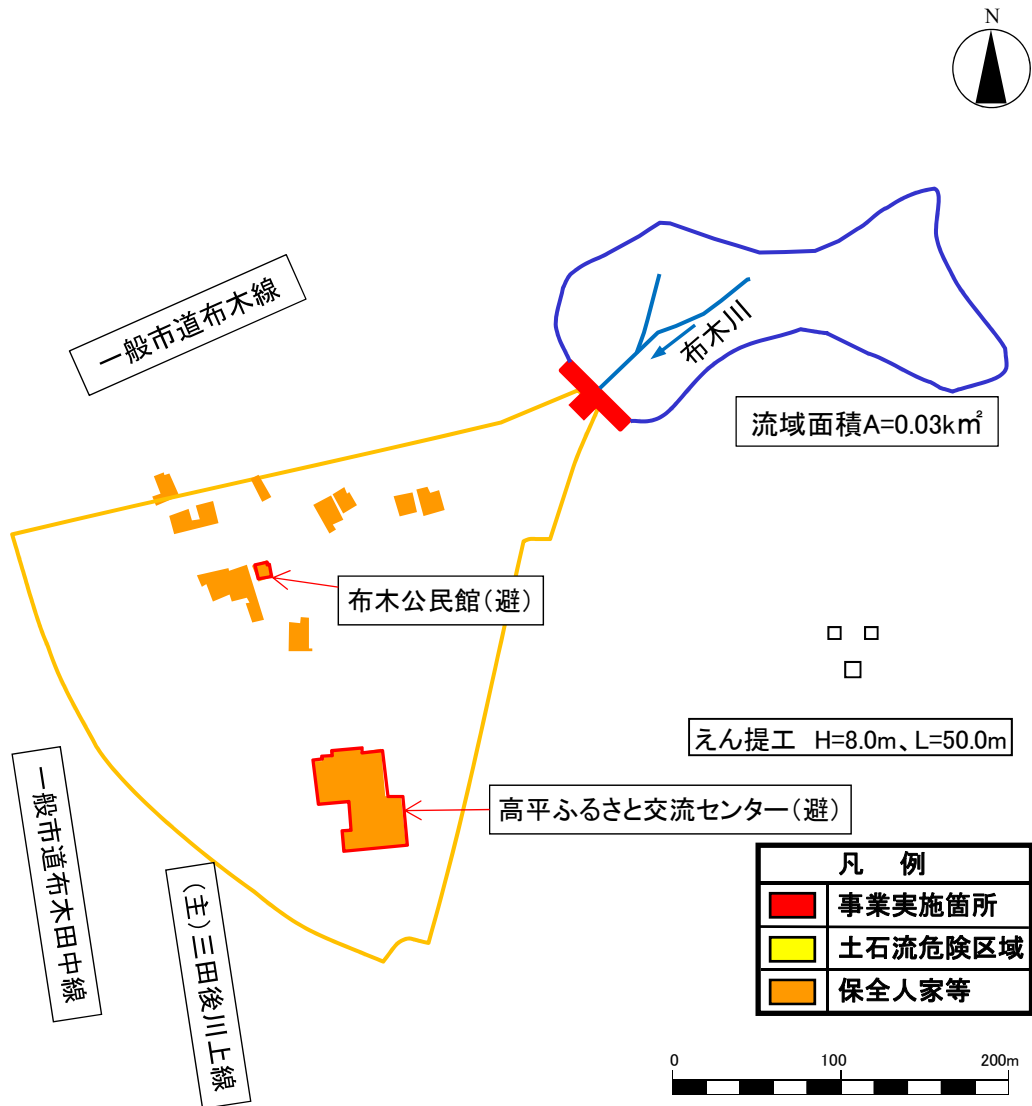 N
一般市道布木線
布木川
流域面積A=0.03k㎡
布木公民館(避)
えん提工 H=8.0m、L=50.0m
高平ふるさと交流センター(避)
一般市道布木田中線
(主)三田後川上線
凡 例
事業実施箇所
土石流危険区域
保全人家等
0 100 200m